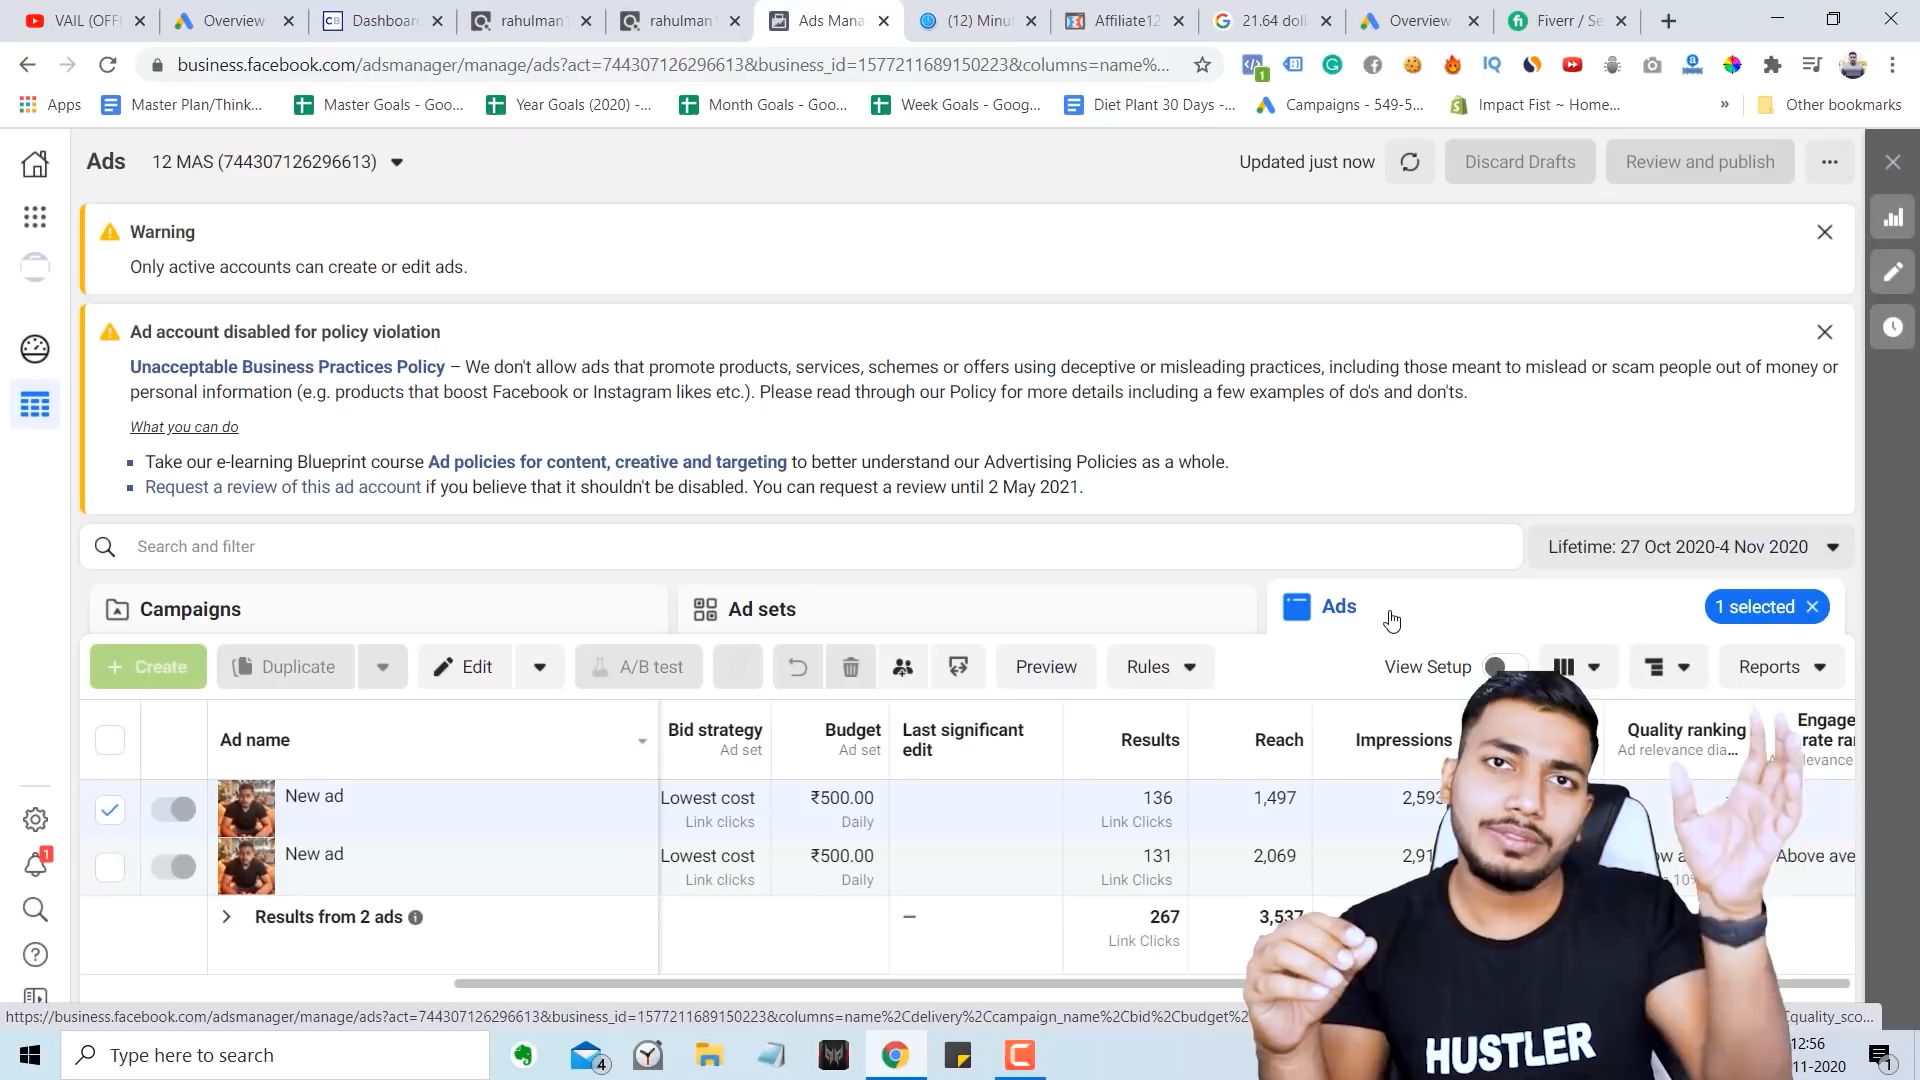 VAIL (OFFI
Overview
Dashboar
rahulman
rahulman
Ads Mana
(12) Minu
Affiliate12
21.64 doll
Overview
Fiverr / Se
business.facebook.com/adsmanager/manage/ads?act=744307126296613&business_id=1577211689150223&columns=name%...
Apps
Master Plan/Think...
Master Goals - Goo...
Year Goals (2020) -...
Month Goals - Goo...
Week Goals - Goog...
Diet Plant 30 Days -...
Campaigns - 549-5...
Impact Fist ~ Home...
»
Other bookmarks
Ads
12 MAS (744307126296613)
Updated just now
Discard Drafts
Review and publish
Warning
Only active accounts can create or edit ads.
Ad account disabled for policy violation
Unacceptable Business Practices Policy – We don't allow ads that promote products, services, schemes or offers using deceptive or misleading practices, including those meant to mislead or scam people out of money or
personal information (e.g. products that boost Facebook or Instagram likes etc.). Please read through our Policy for more details including a few examples of do's and don'ts.
What you can do
Take our e-learning Blueprint course Ad policies for content, creative and targeting to better understand our Advertising Policies as a whole.
Request a review of this ad account if you believe that it shouldn't be disabled. You can request a review until 2 May 2021.
Search and filter
Lifetime: 27 Oct 2020-4 Nov 2020
Campaigns
Ad sets
Ads
1 selected
+ Create
Duplicate
Edit
A/B test
Preview
Rules
View Setup
Reports
Ad name
Bid strategy
Ad set
Budget
Ad set
Last significant
edit
Results
Reach
Impressions
Quality ranking
Ad relevance dia...
Engage
rate ra
New ad
Lowest cost
Link clicks
₹500.00
Daily
136
Link Clicks
1,497
2,593
New ad
Lowest cost
Link clicks
₹500.00
Daily
131
Link Clicks
2,069
2,91
Above ave
Results from 2 ads
—
267
Link Clicks
3,537
HUSTLER
https://business.facebook.com/adsmanager/manage/ads?act=744307126296613&business_id=1577211689150223&columns=name%2Cdelivery%2Ccampaign_name%2Cbid%2Cbudget%2
quality_sco...
Type here to search
4
12:56
11-2020
1